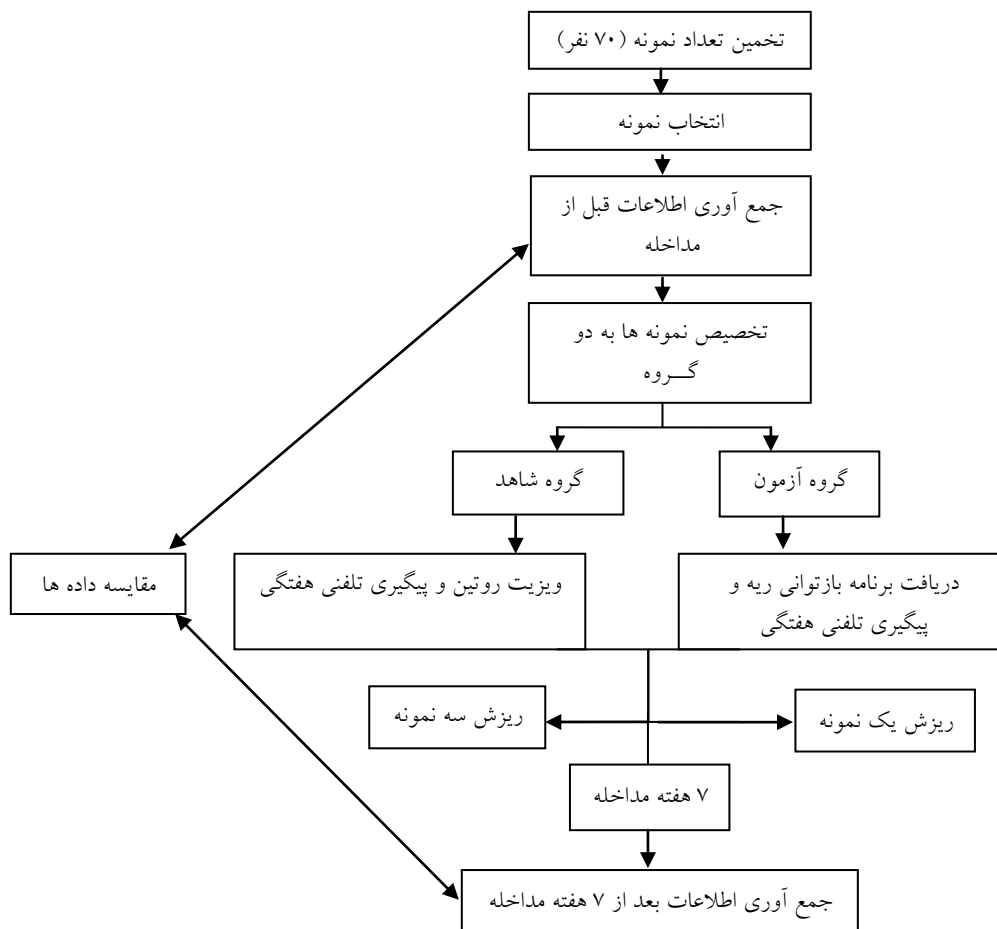 تخمین تعداد نمونه (۷۰ نفر)
انتخاب نمونه
جمع آوری اطلاعات قبل از
مداخله
تخصیص نمونه ها به دو
گـــروه
گروه آزمون
گروه شاهد
دریافت برنامه بازتوانی ریه و
پیگیری تلفنی هفتگی
ویزیت روتین و پیگیری تلفنی هفتگی
مقایسه داده ها
ریزش یک نمونه
ریزش سه نمونه
۷ هفته مداخله
جمع آوری اطلاعات بعد از ۷ هفته مداخله